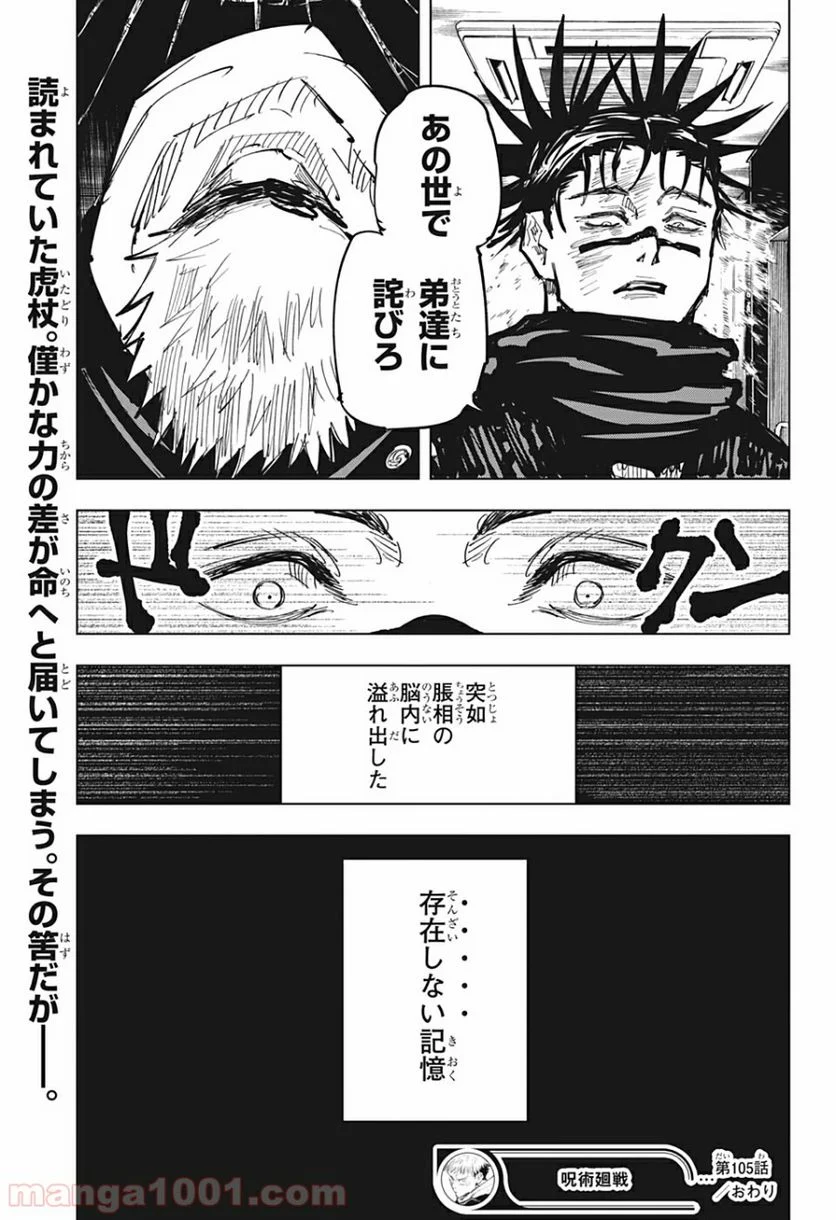 あの世で
弟達に
詫びろ
ドクン
突如
脹相の
脳内に
溢れ出した
存在しない記憶
読まれていた虎杖。僅かな力の差が命へと届いてしまう。その筈だが——。
呪術廻戦
…第105話
／おわり
manga1001.com